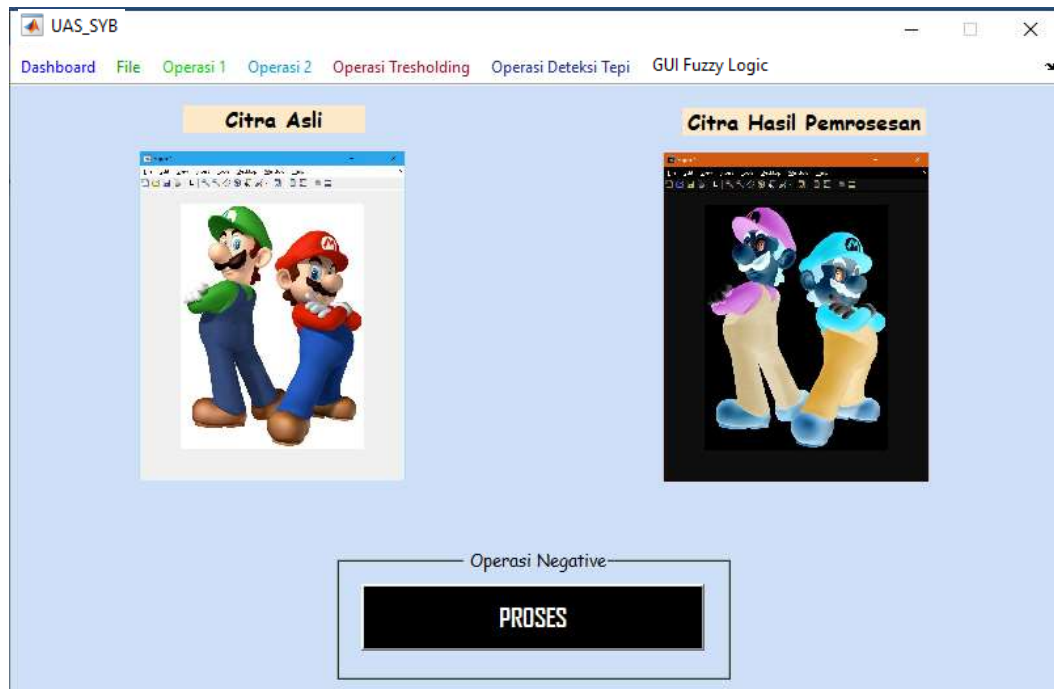 UAS_SYB
Dashboard File Operasi 1 Operasi 2 Operasi Tresholding Operasi Deteksi Tepi GUI Fuzzy Logic
Citra Asli
Citra Hasil Pemrosesan
M
M
Operasi Negative
PROSES